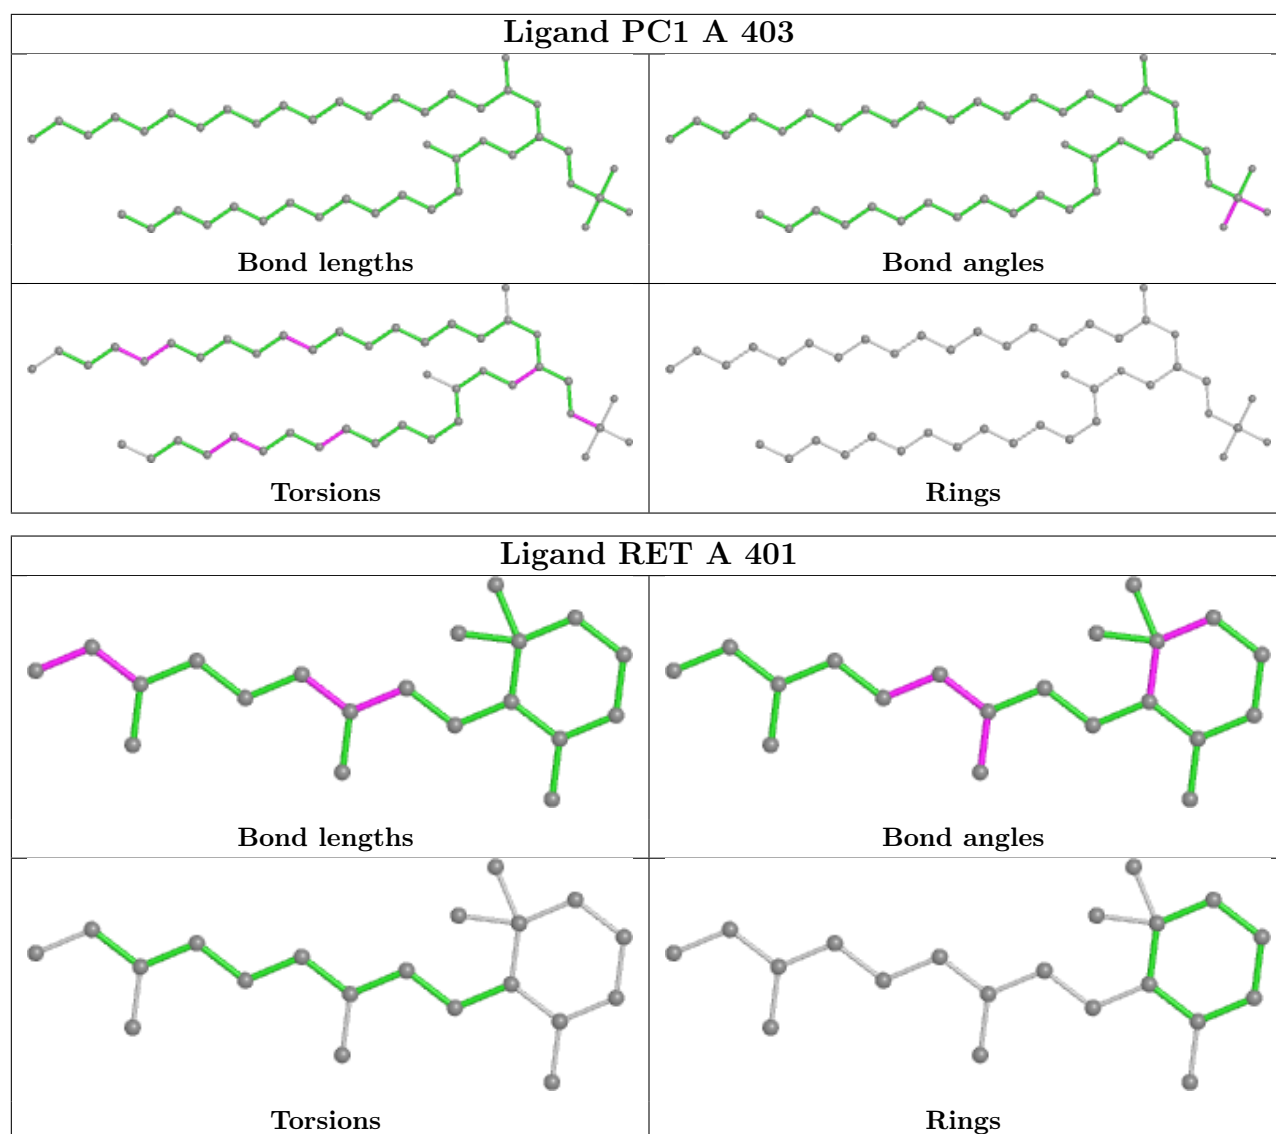 Ligand PC1 A 403
Bond lengths
Bond angles
Torsions
Rings
Ligand RET A 401
Bond lengths
Bond angles
Torsions
Rings